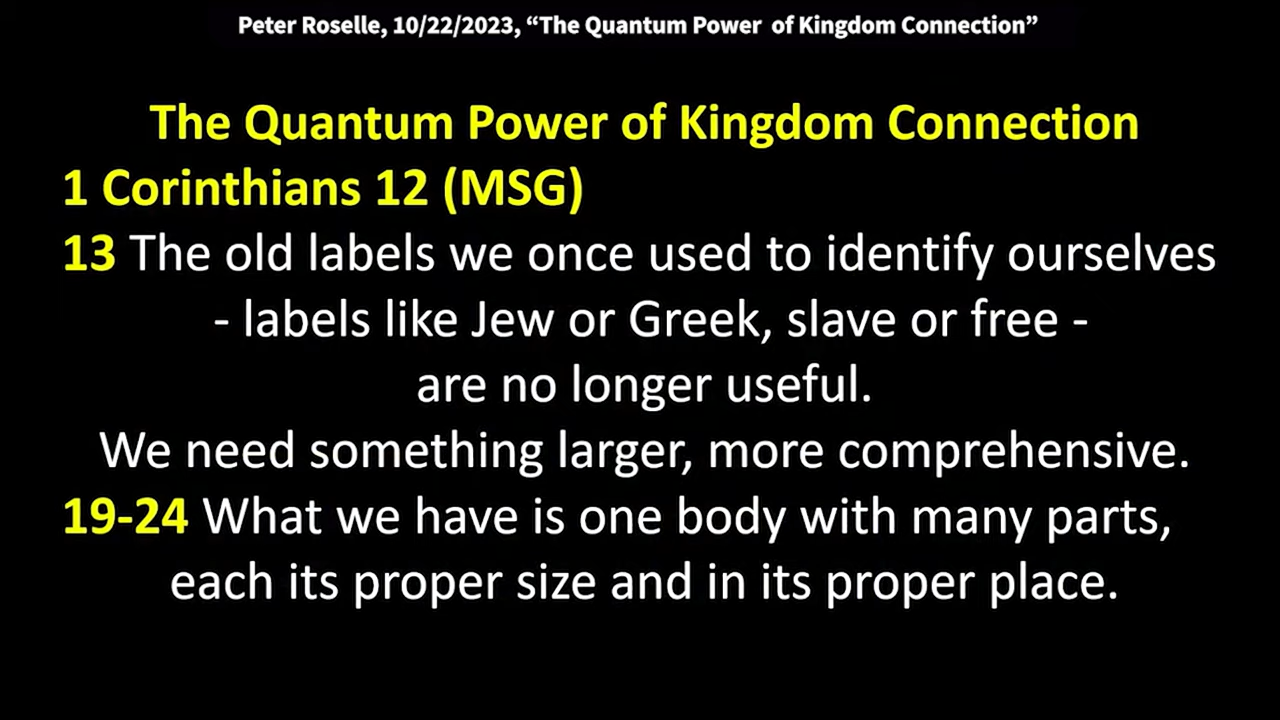 Peter Roselle, 10/22/2023, “The Quantum Power of Kingdom Connection”
The Quantum Power of Kingdom Connection
1 Corinthians 12 (MSG)
13 The old labels we once used to identify ourselves
- labels like Jew or Greek, slave or free -
are no longer useful.
We need something larger, more comprehensive.
19-24 What we have is one body with many parts,
each its proper size and in its proper place.